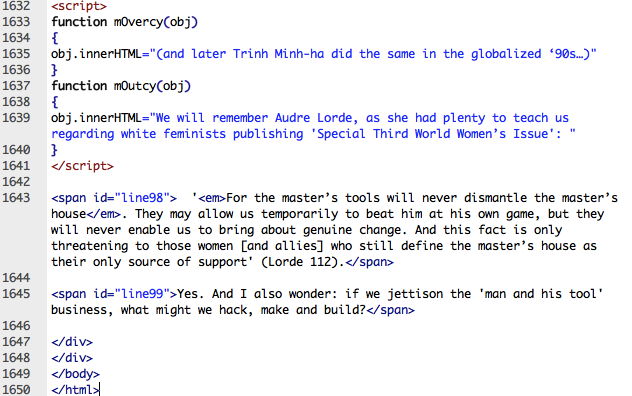 1632 <script>
1633 function mOvercy(obj)
1634 {
1635 obj.innerHTML="(and later Trinh Minh-ha did the same in the globalized ‘90s…)"
1636 }
1637 function mOutcy(obj)
1638 {
1639 obj.innerHTML="We will remember Audre Lorde, as she had plenty to teach us
regarding white feminists publishing 'Special Third World Women’s Issue': "
1640 }
1641 </script>
1642
1643 <span id="line98">  '<em>For the master’s tools will never dismantle the master’s
house</em>. They may allow us temporarily to beat him at his own game, but they
will never enable us to bring about genuine change. And this fact is only
threatening to those women [and allies] who still define the master’s house as
their only source of support' (Lorde 112).</span>
1644
1645 <span id="line99">Yes. And I also wonder: if we jettison the 'man and his tool'
business, what might we hack, make and build?</span>
1646
1647 </div>
1648 </div>
1649 </body>
1650 </html>